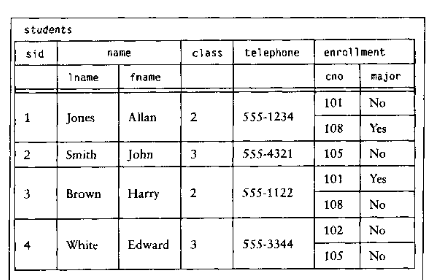 students
sid name class telephone enrollment
lname fname cno major
101 No
1 Jones Allan 2 555-1234
108 Yes
2 Smith John 3 555-4321 105 No
101 Yes
3 Brown Harry 2 555-1122
108 No
102 No
4 White Edward 3 555-3344
105 No